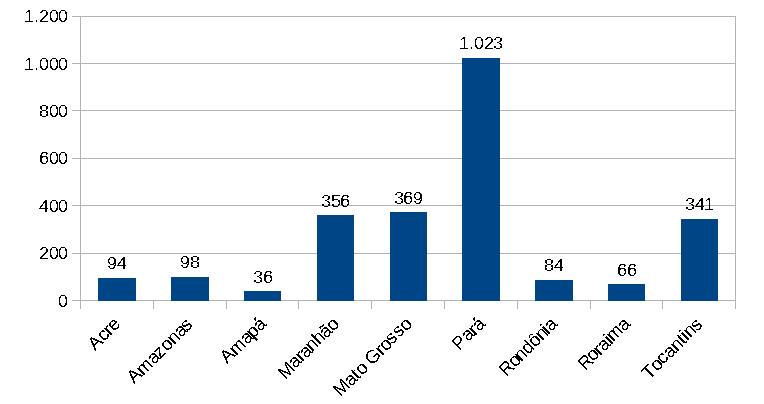 1.200
1.000
800
600
400
200
0
94
98
36
356
369
1.023
84
66
341
Acre
Amazonas
Amapá
Maranhão
Mato Grosso
Pará
Rondônia
Roraima
Tocantins